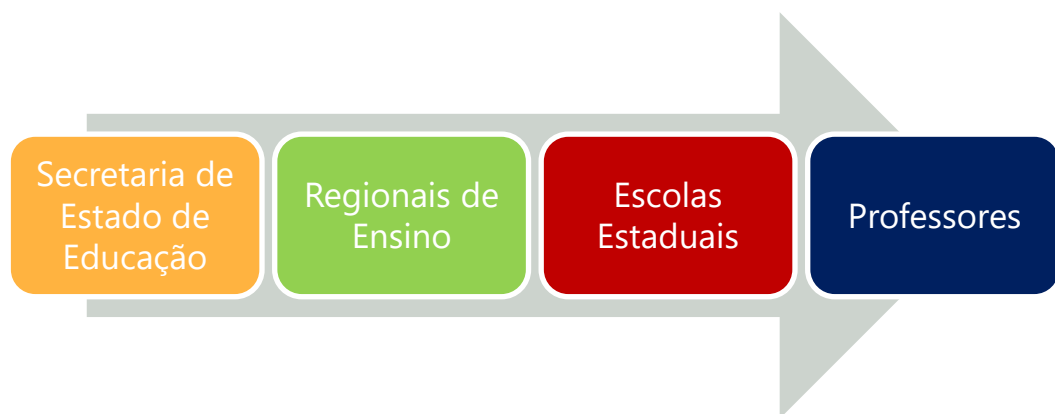 Secretaria de
Estado de
Educação
Regionais de
Ensino
Escolas
Estaduais
Professores